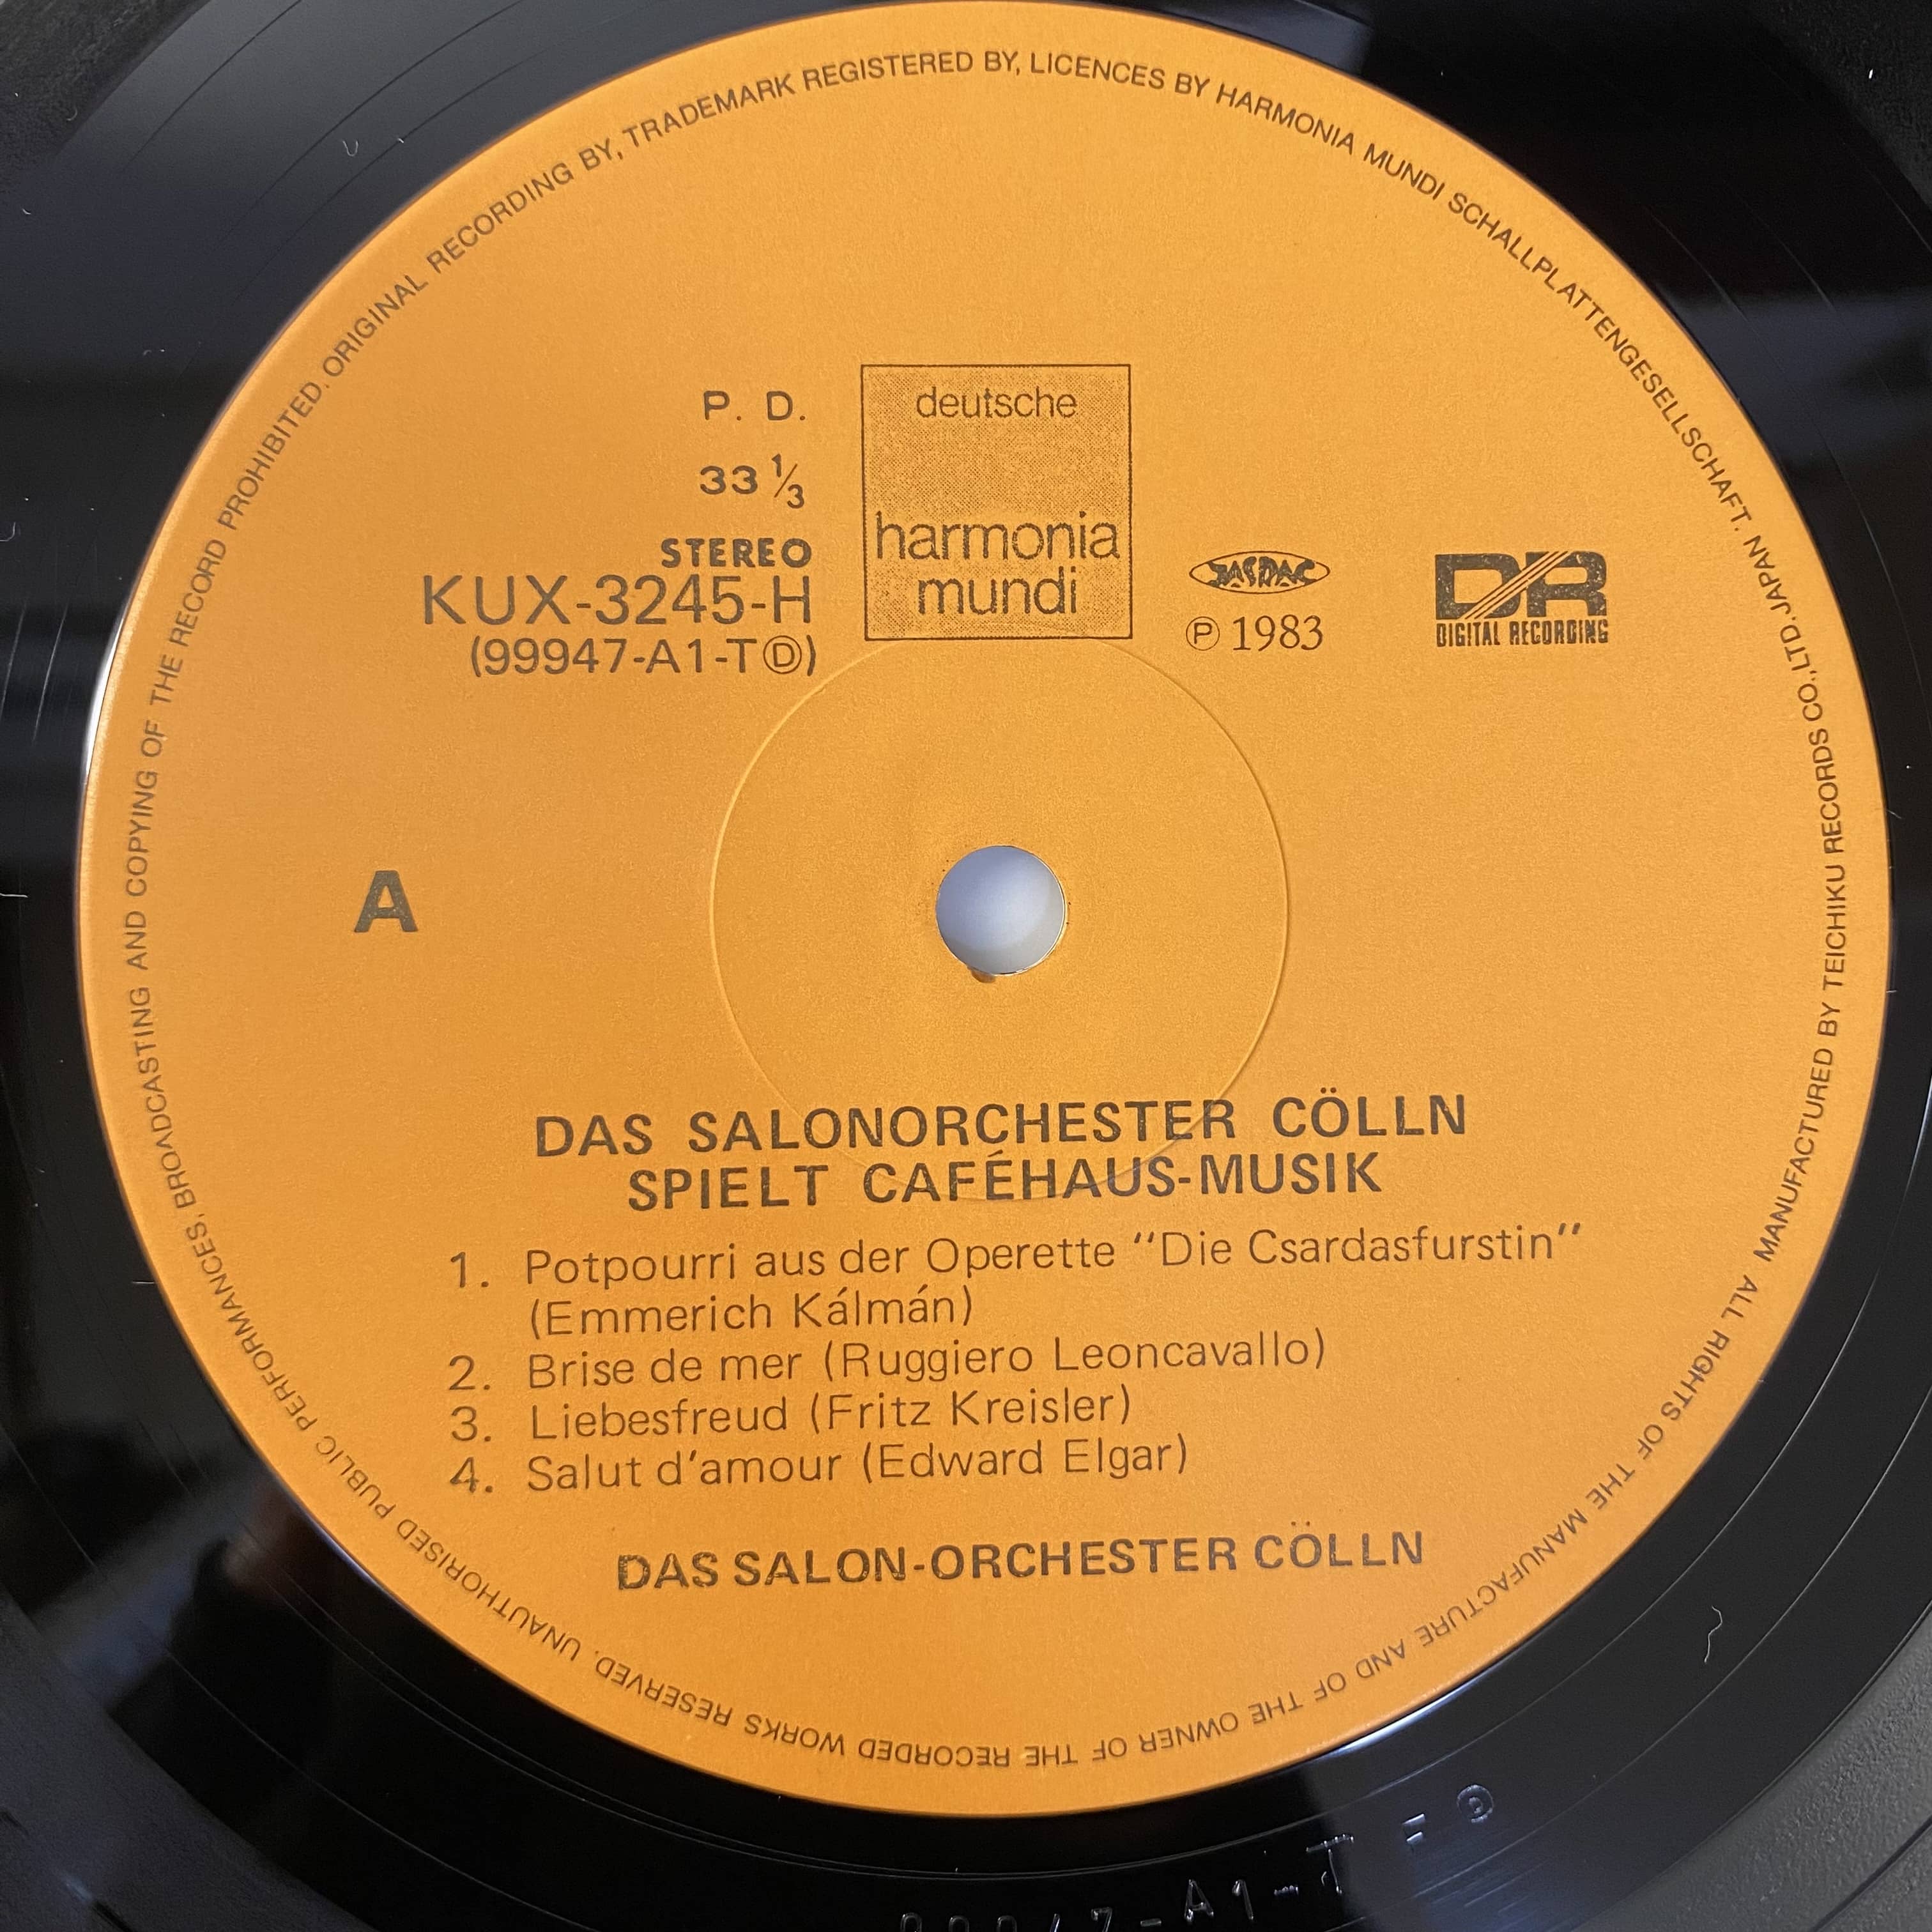 MANUFACTURED BY TEICHIKU RECORDS CO., LTD. JAPAN ALL RIGHTS OF THE MANUFACTURE AND OF THE OWNER OF THE RECORDED WORKS RESERVED. UNAUTHORISED PUBLIC PERFORMANCES, BROADCASTING AND COPYING OF THE RECORD PROHIBITED. ORIGINAL RECORDING BY, TRADEMARK REGISTERED BY, LICENCES BY HARMONIA MUNDI SCHALLPLATTENGESELLSCHAFT.
P. D.
33 1/3
STEREO
KUX-3245-H
(99947-A1-TⒹ)
deutsche
harmonia
mundi
JASRAC
Ⓟ 1983
DR
DIGITAL RECORDING
A
DAS SALONORCHESTER CÖLLN
SPIELT CAFÉHAUS-MUSIK
1. Potpourri aus der Operette "Die Csardasfurstin"
(Emmerich Kálmán)
2. Brise de mer (Ruggiero Leoncavallo)
3. Liebesfreud (Fritz Kreisler)
4. Salut d'amour (Edward Elgar)
DAS SALON-ORCHESTER CÖLLN